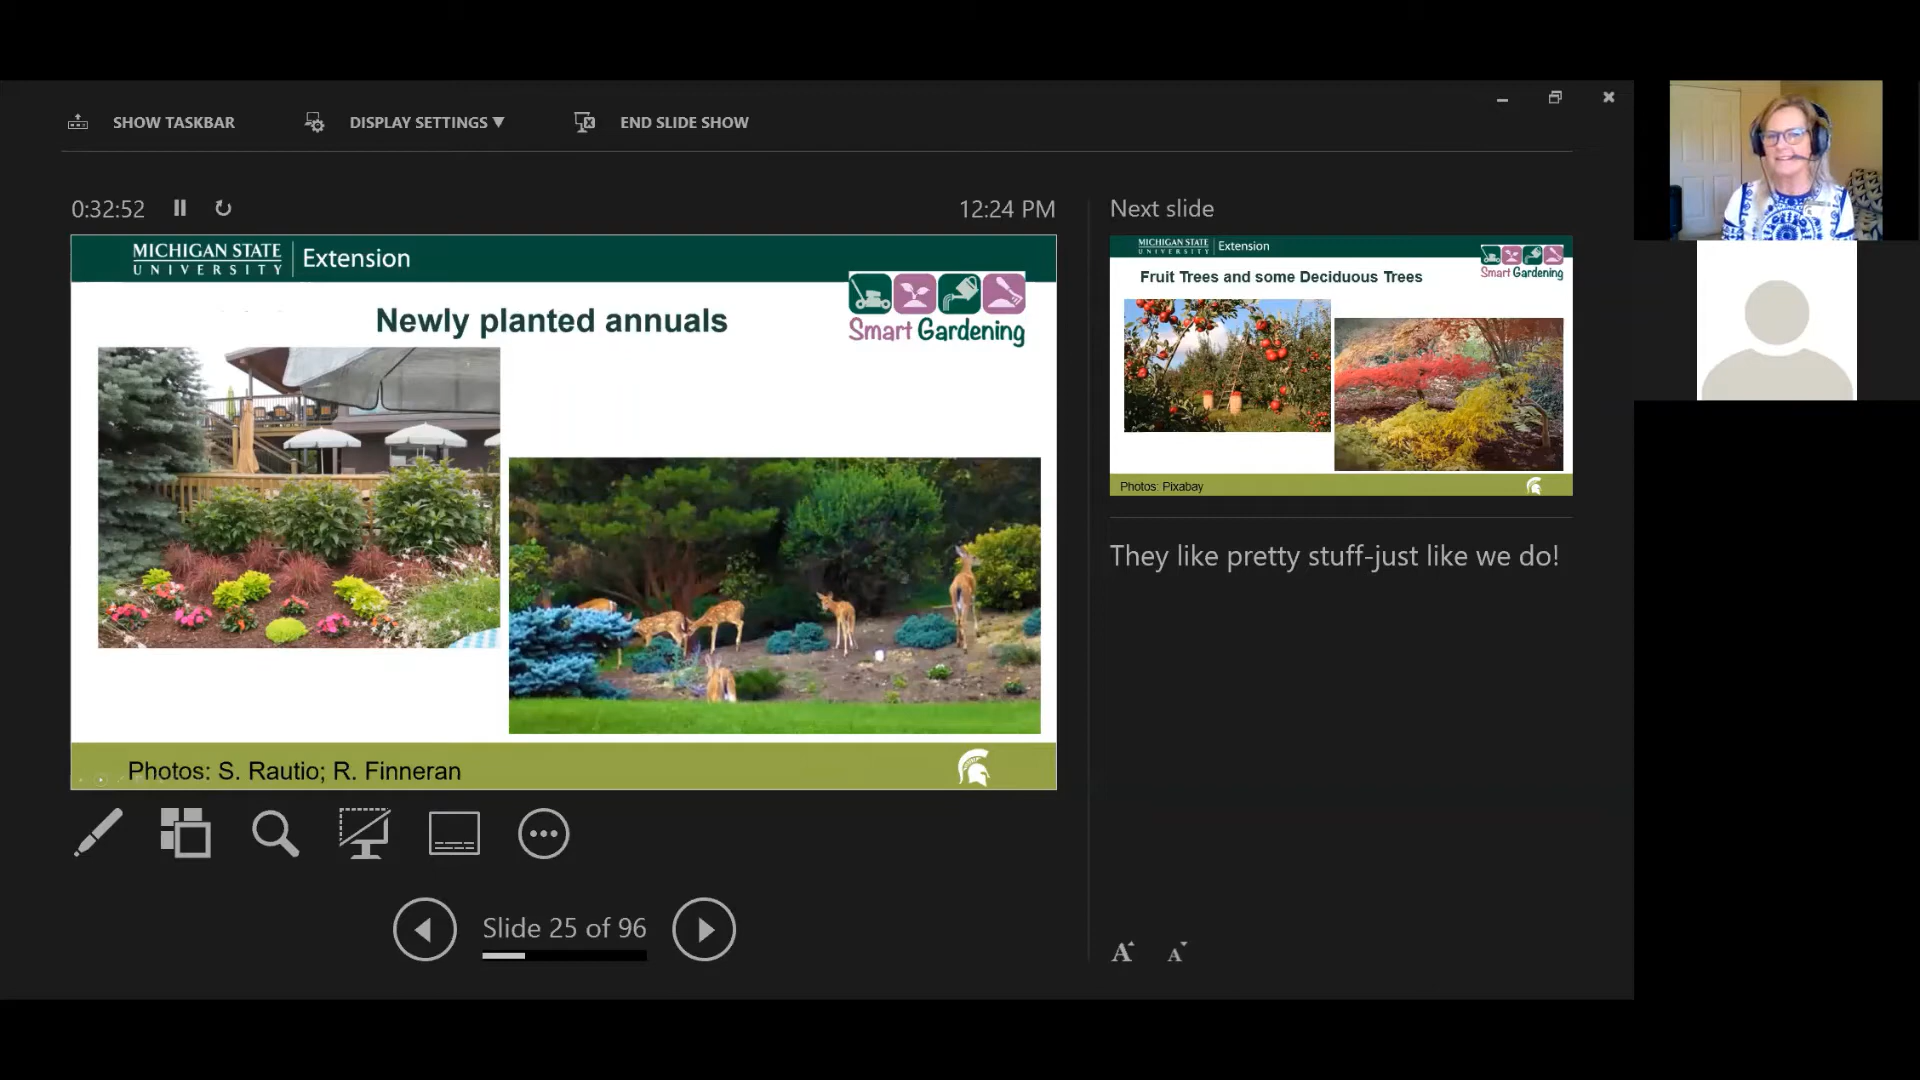 SHOW TASKBAR
DISPLAY SETTINGS ▼
END SLIDE SHOW
0:32:52
12:24 PM
MICHIGAN STATE
UNIVERSITY
Extension
Newly planted annuals
Smart Gardening
Photos: S. Rautio; R. Finneran
Slide 25 of 96
Next slide
MICHIGAN STATE
UNIVERSITY
Extension
Fruit Trees and some Deciduous Trees
Smart Gardening
Photos: Pixabay
They like pretty stuff-just like we do!
A
A